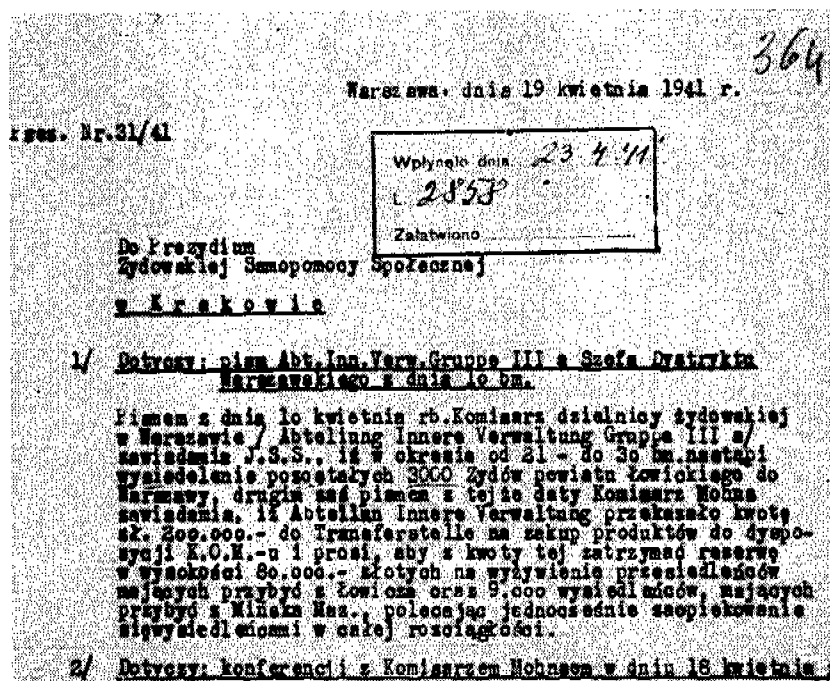 364
Warszawa, dnia 19 kwietnia 1941 r.
Nr.31/41
Wpłynęło dnia 23 4 41
L. 2853
Załatwiono
Do Prezydium
Żydowskiej Samopomocy Społecznej
w Krakowie
1/ Dotyczy: pisma Abt.Inn.Verw.Gruppe III a Szefa Dystryktu
Warszawskiego z dnia 10 bm.
Pismem z dnia 10 kwietnia rb.Komisarz dzielnicy żydowskiej
w Warszawie / Abteilung Innere Verwaltung Gruppe III a/
zawiadamia J.S.S., iż w okresie od 21 - do 30 bm.nastąpi
wysiedlenie pozostałych 3000 Żydów powiatu Łowickiego do
Warszawy, drugim zaś pismem z tejże daty Komisarz Mohns
zawiadamia, iż Abteilun Innere Verwaltung przekazało kwotę
zł. 200.000.- do Transferstelle na zakup produktów do dyspo-
zycji K.O.M.-u i prosi, aby z kwoty tej zatrzymać rezerwę
w wysokości 80.000.- złotych na wyżywienie przesiedleńców
mających przybyć z Łowicza oraz 9.000 wysiedleńców, mających
przybyć z Mińska Maz., polecając jednocześnie zaopiekowanie
się wysiedleńcami w całej rozciągłości.
2/ Dotyczy: konferencji z Komisarzem Mohnsem w dniu 18 kwietnia